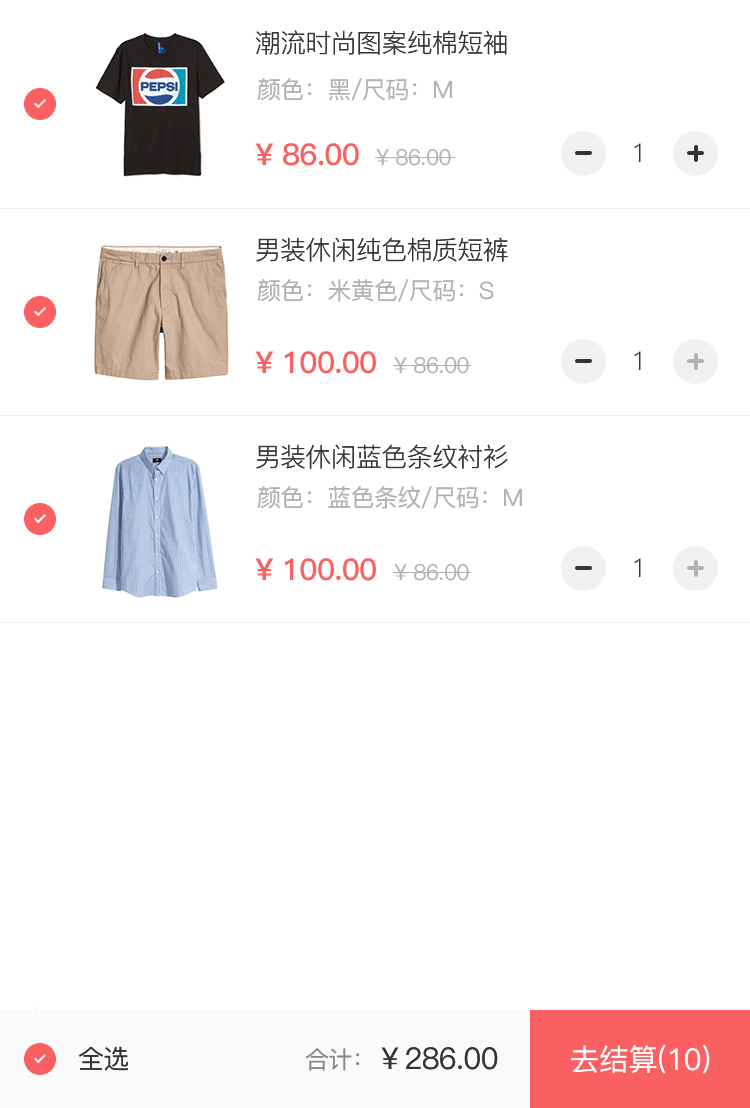 潮流时尚图案纯棉短袖
PEPSI
颜色：黑/尺码：M
¥ 86.00 ¥ 86.00
1
男装休闲纯色棉质短裤
颜色：米黄色/尺码：S
¥ 100.00 ¥ 86.00
1
男装休闲蓝色条纹衬衫
颜色：蓝色条纹/尺码：M
¥ 100.00 ¥ 86.00
1
全选 合计：￥286.00 去结算(10)